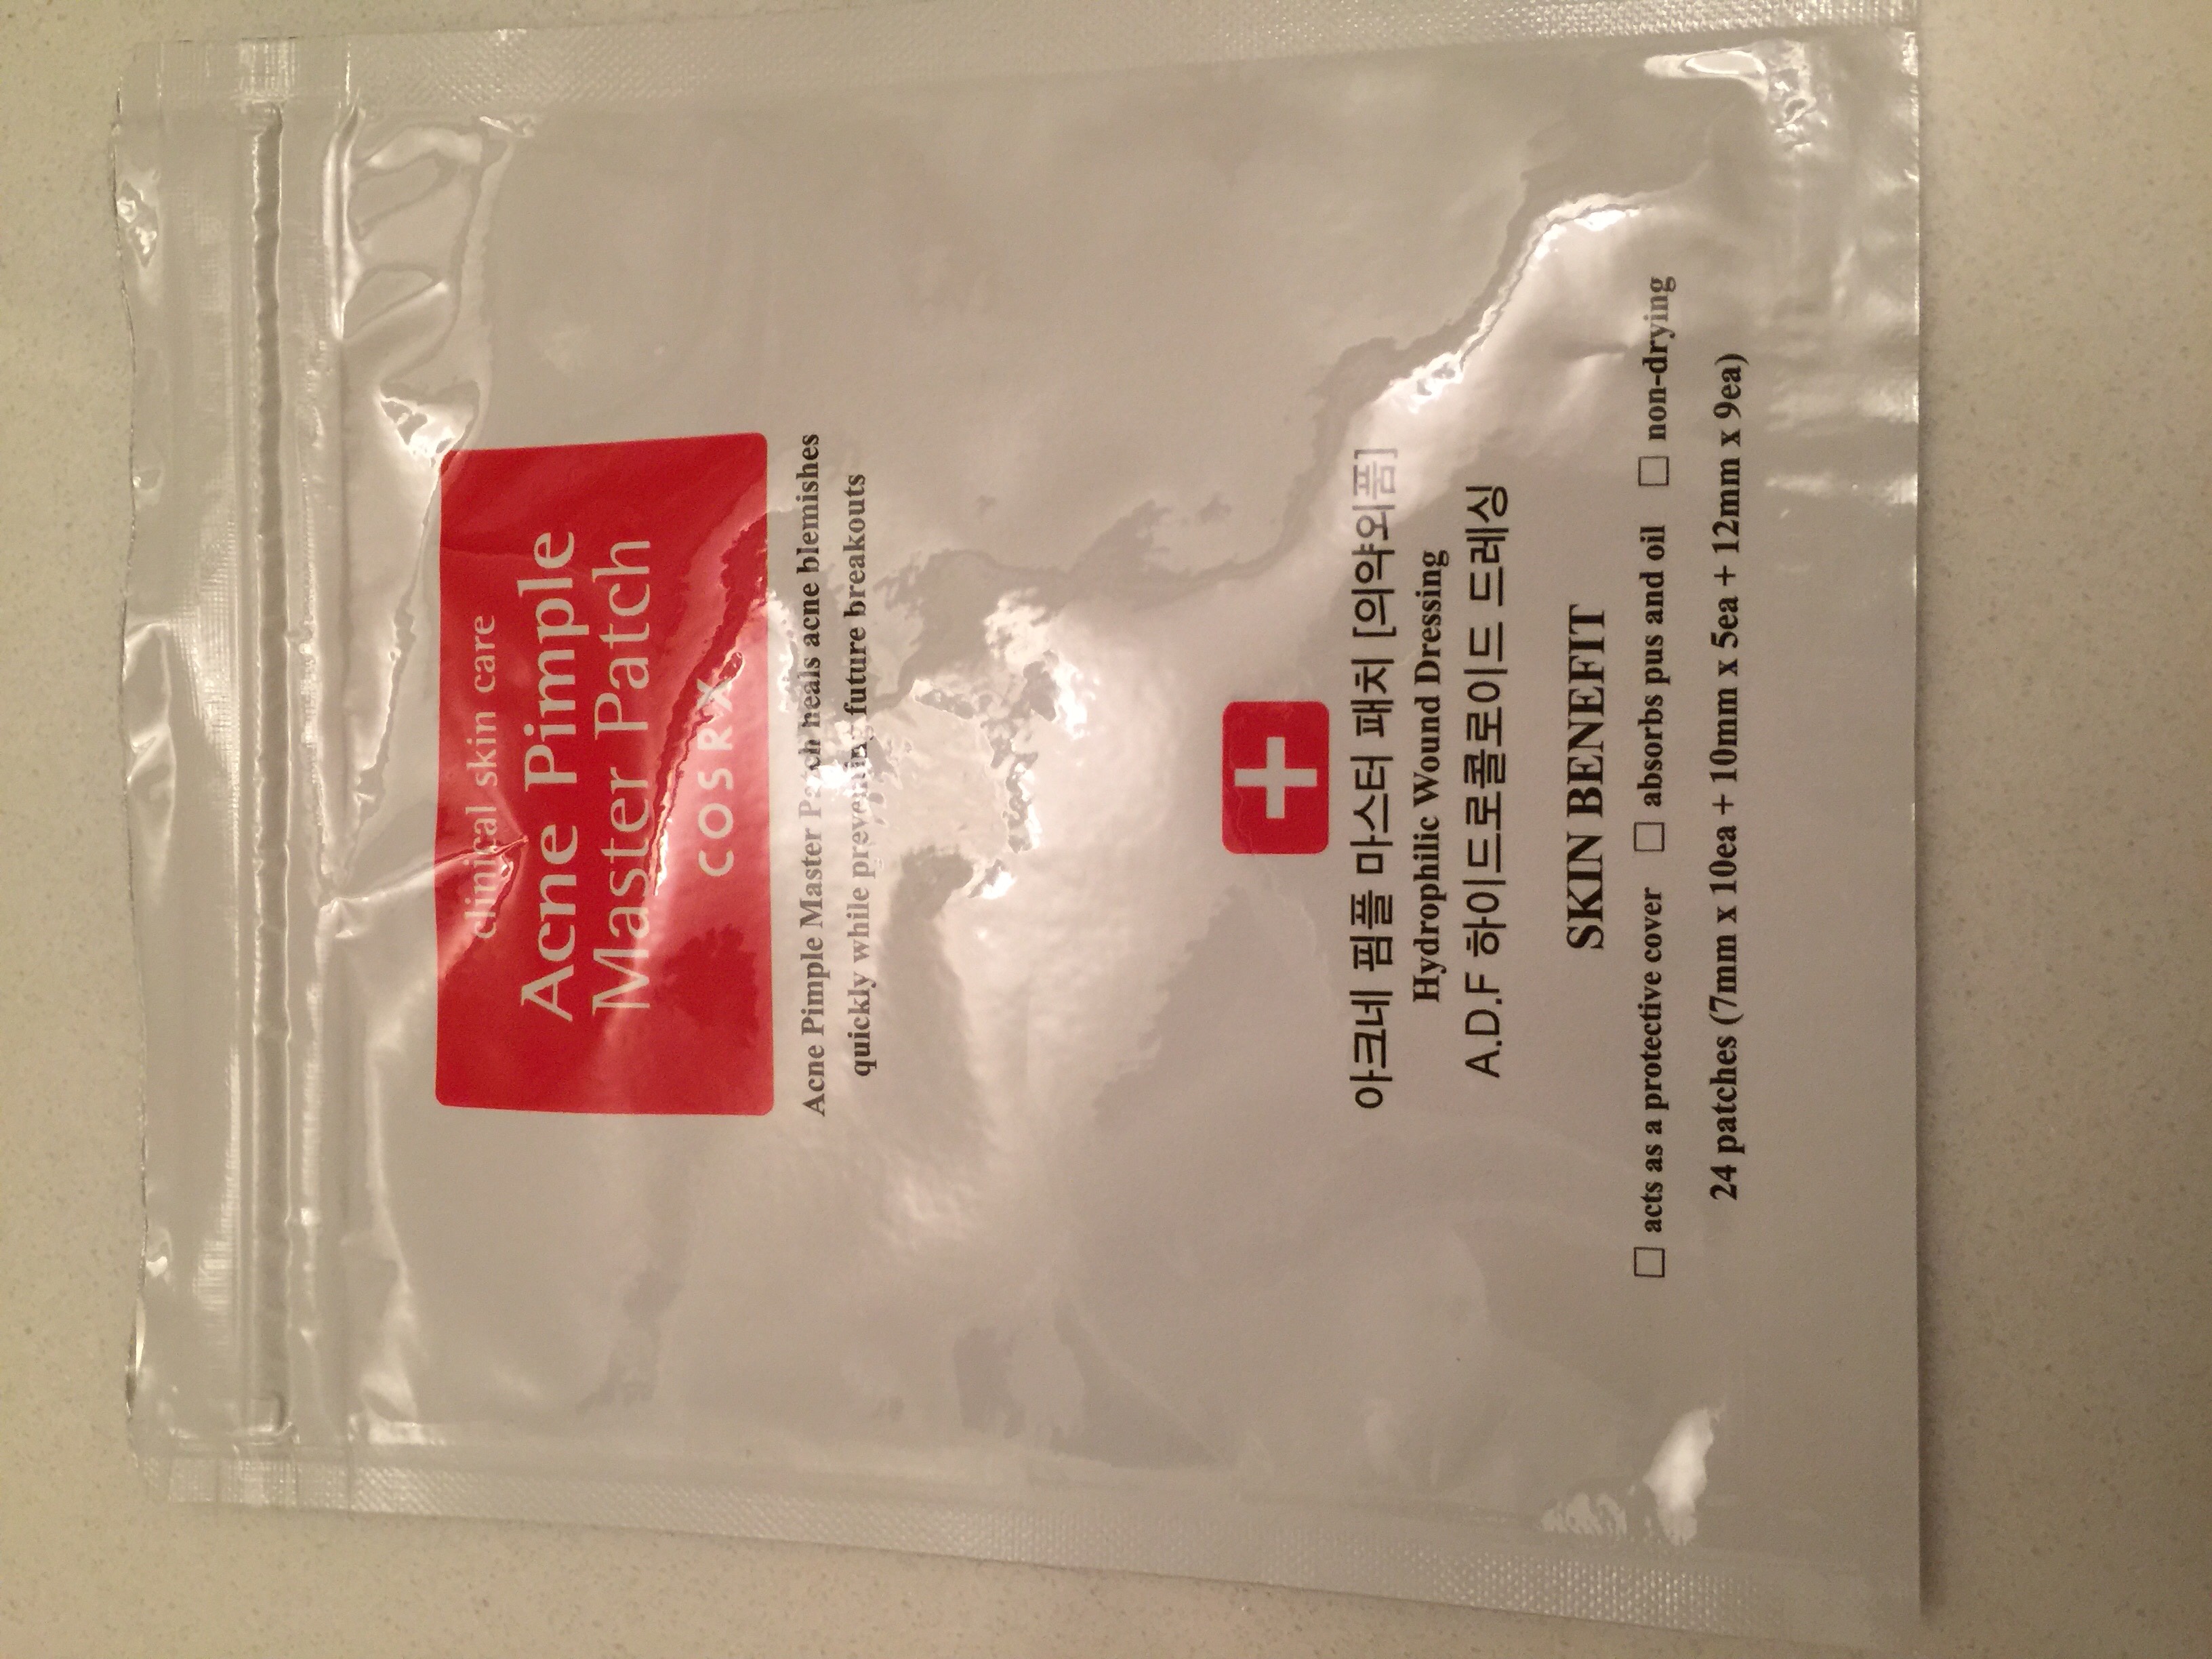 clinical skin care
Acne Pimple
Master Patch
COSRX
Acne Pimple Master Patch heals acne blemishes
quickly while preventing future breakouts
아크네 핌플 마스터 패치 [의약외품]
Hydrophilic Wound Dressing
A.D.F 하이드로콜로이드 드레싱
SKIN BENEFIT
□ acts as a protective cover □ absorbs pus and oil □ non-drying
24 patches (7mm x 10ea + 10mm x 5ea + 12mm x 9ea)